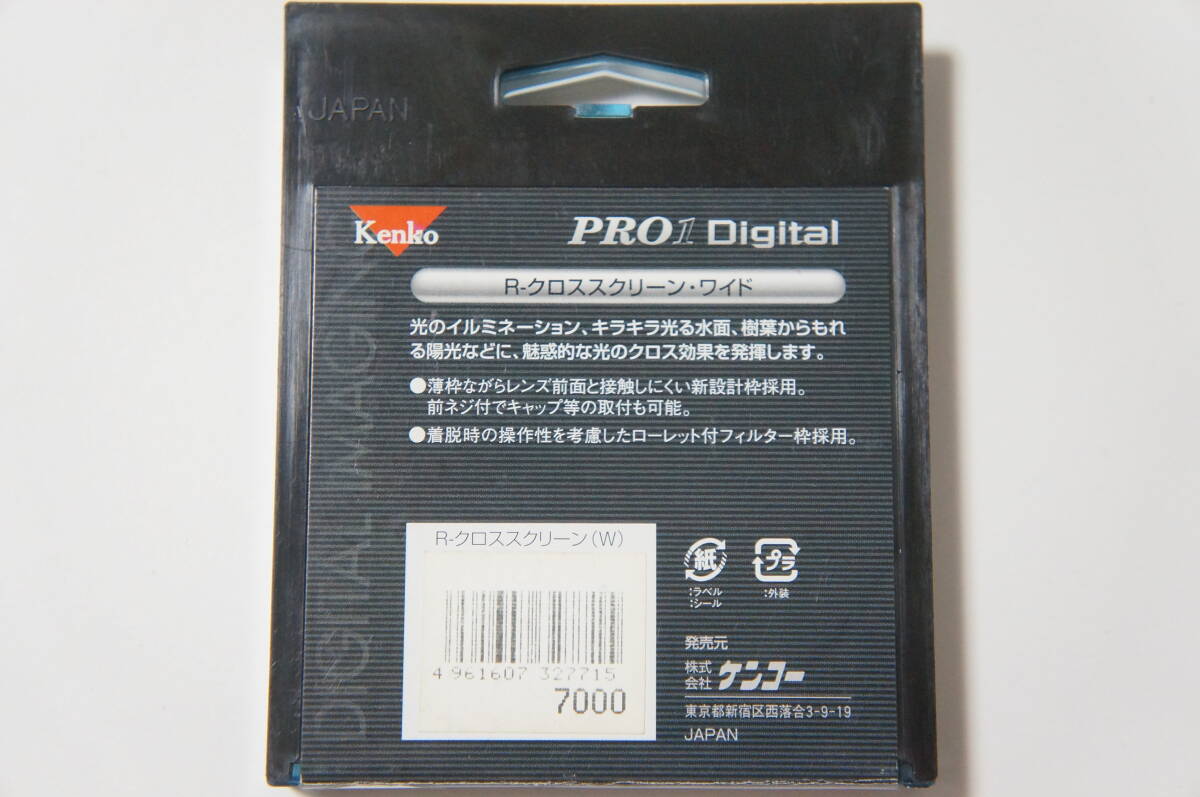 JAPAN
Kenko
PRO1 Digital
R-クロススクリーン・ワイド
光のイルミネーション、キラキラ光る水面、樹葉からもれ
る陽光などに、魅惑的な光のクロス効果を発揮します。
●薄枠ながらレンズ前面と接触しにくい新設計枠採用。
前ネジ付でキャップ等の取付も可能。
●着脱時の操作性を考慮したローレット付フィルター枠採用。
DIGITAL IMAGING
R-クロススクリーン(W)
4 961607 327715
7000
紙
:ラベル
:シール
プラ
:外装
発売元
株式
会社
ケンコー
東京都新宿区西落合3-9-19
JAPAN